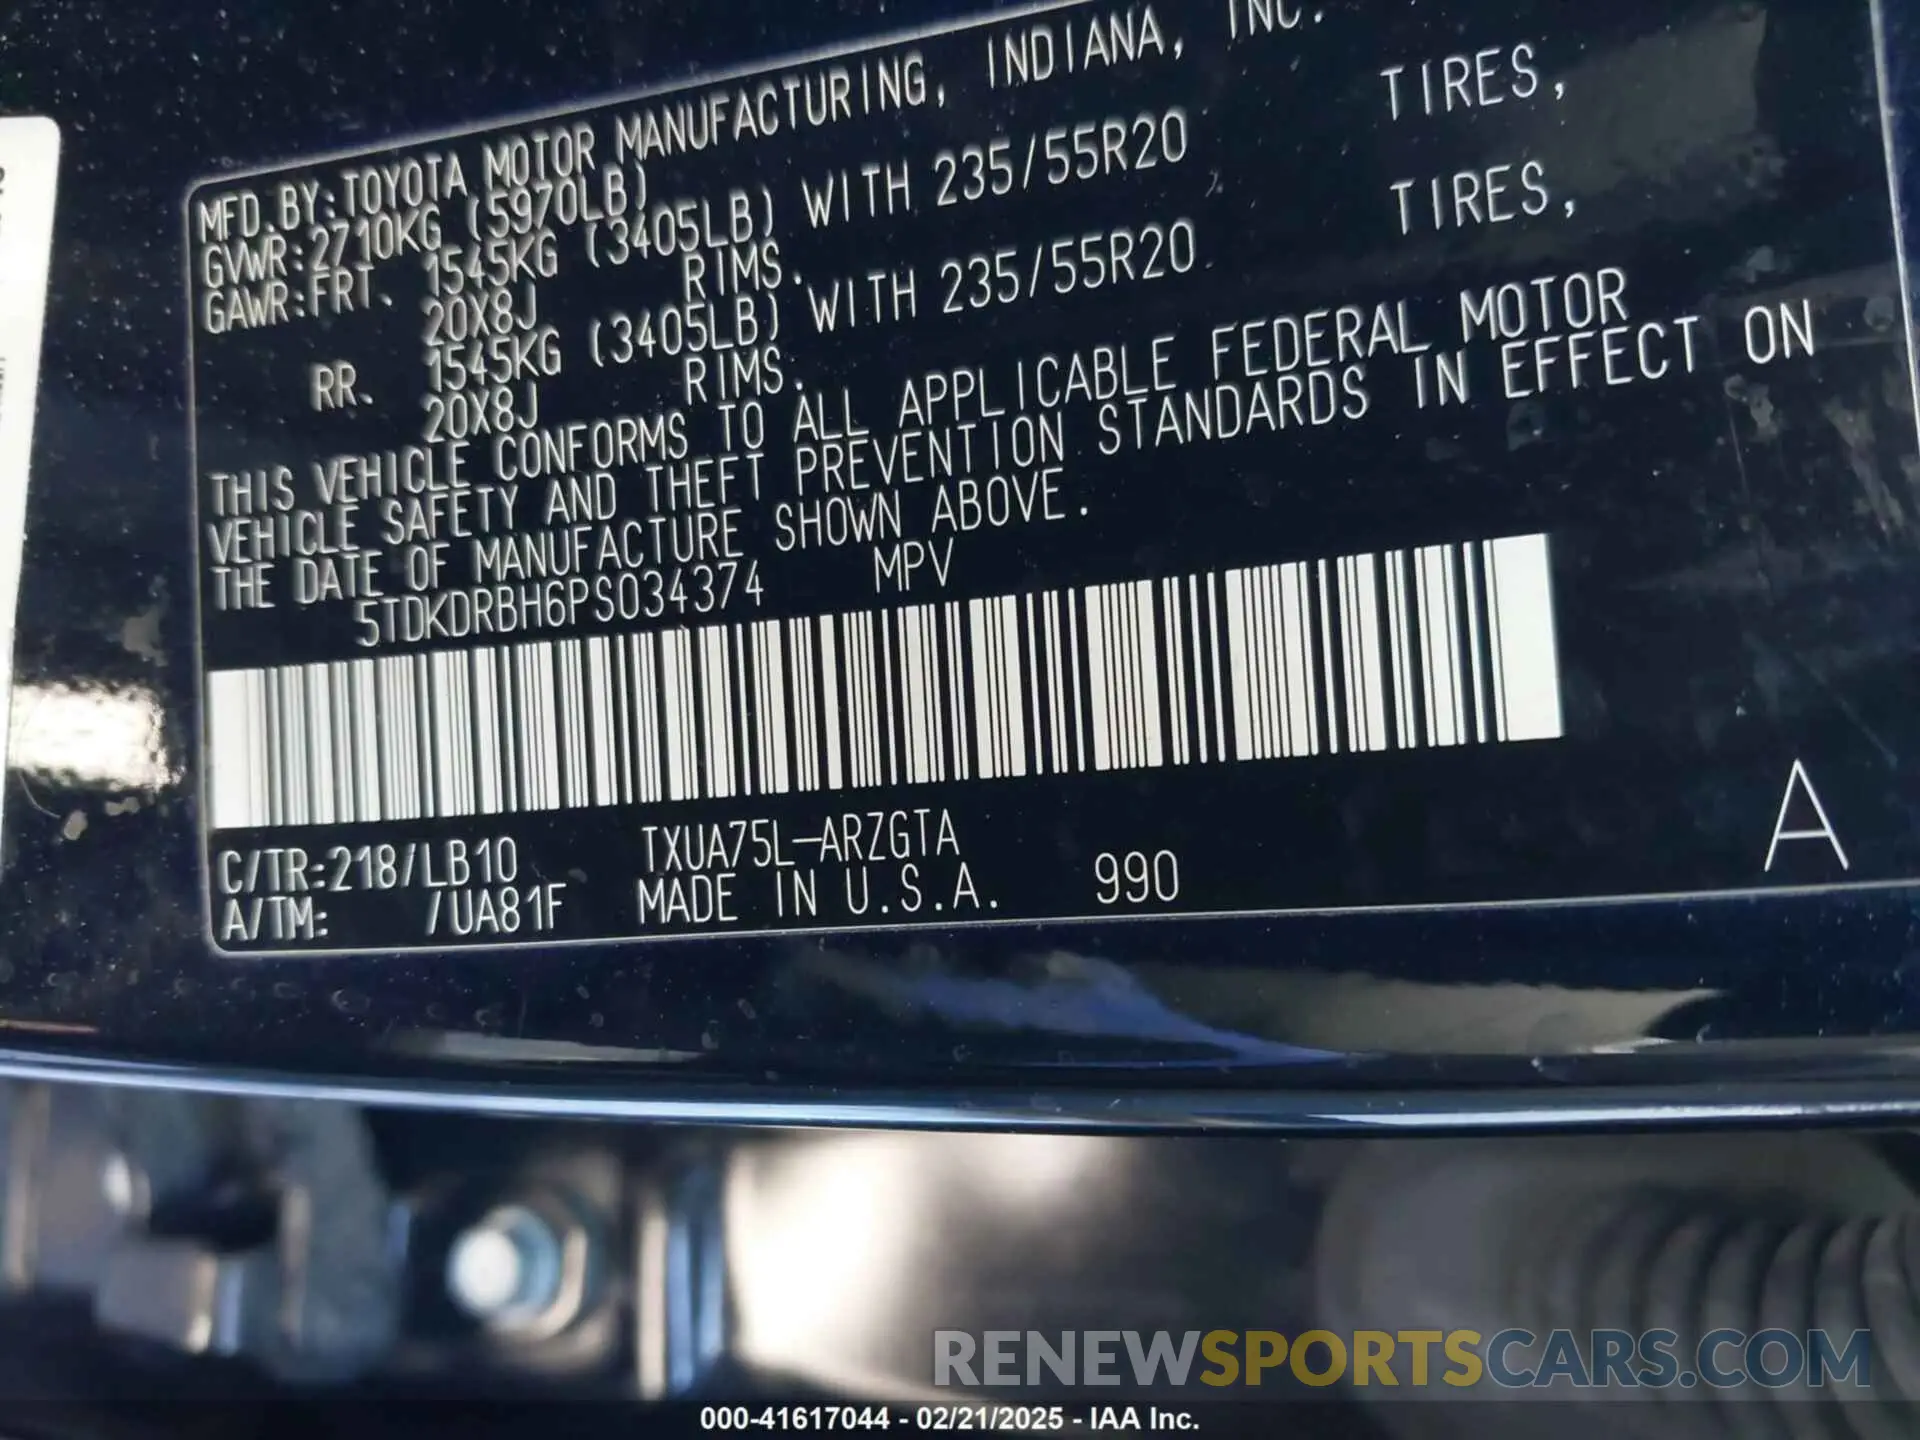 MFD.BY:TOYOTA MOTOR MANUFACTURING, INDIANA, INC.
GVWR:2710KG (5970LB)
GAWR:FRT. 1545KG (3405LB) WITH 235/55R20 TIRES,
20X8J RIMS.
RR. 1545KG (3405LB) WITH 235/55R20 TIRES,
20X8J RIMS.
THIS VEHICLE CONFORMS TO ALL APPLICABLE FEDERAL MOTOR
VEHICLE SAFETY AND THEFT PREVENTION STANDARDS IN EFFECT ON
THE DATE OF MANUFACTURE SHOWN ABOVE.
5TDKDRBH6PS034374 MPV
C/TR:218/LB10 TXUA75L-ARZGTA
A/TM: /UA81F MADE IN U.S.A. 990 A
RENEWSPORTSCARS.COM
000-41617044 - 02/21/2025 - IAA Inc.